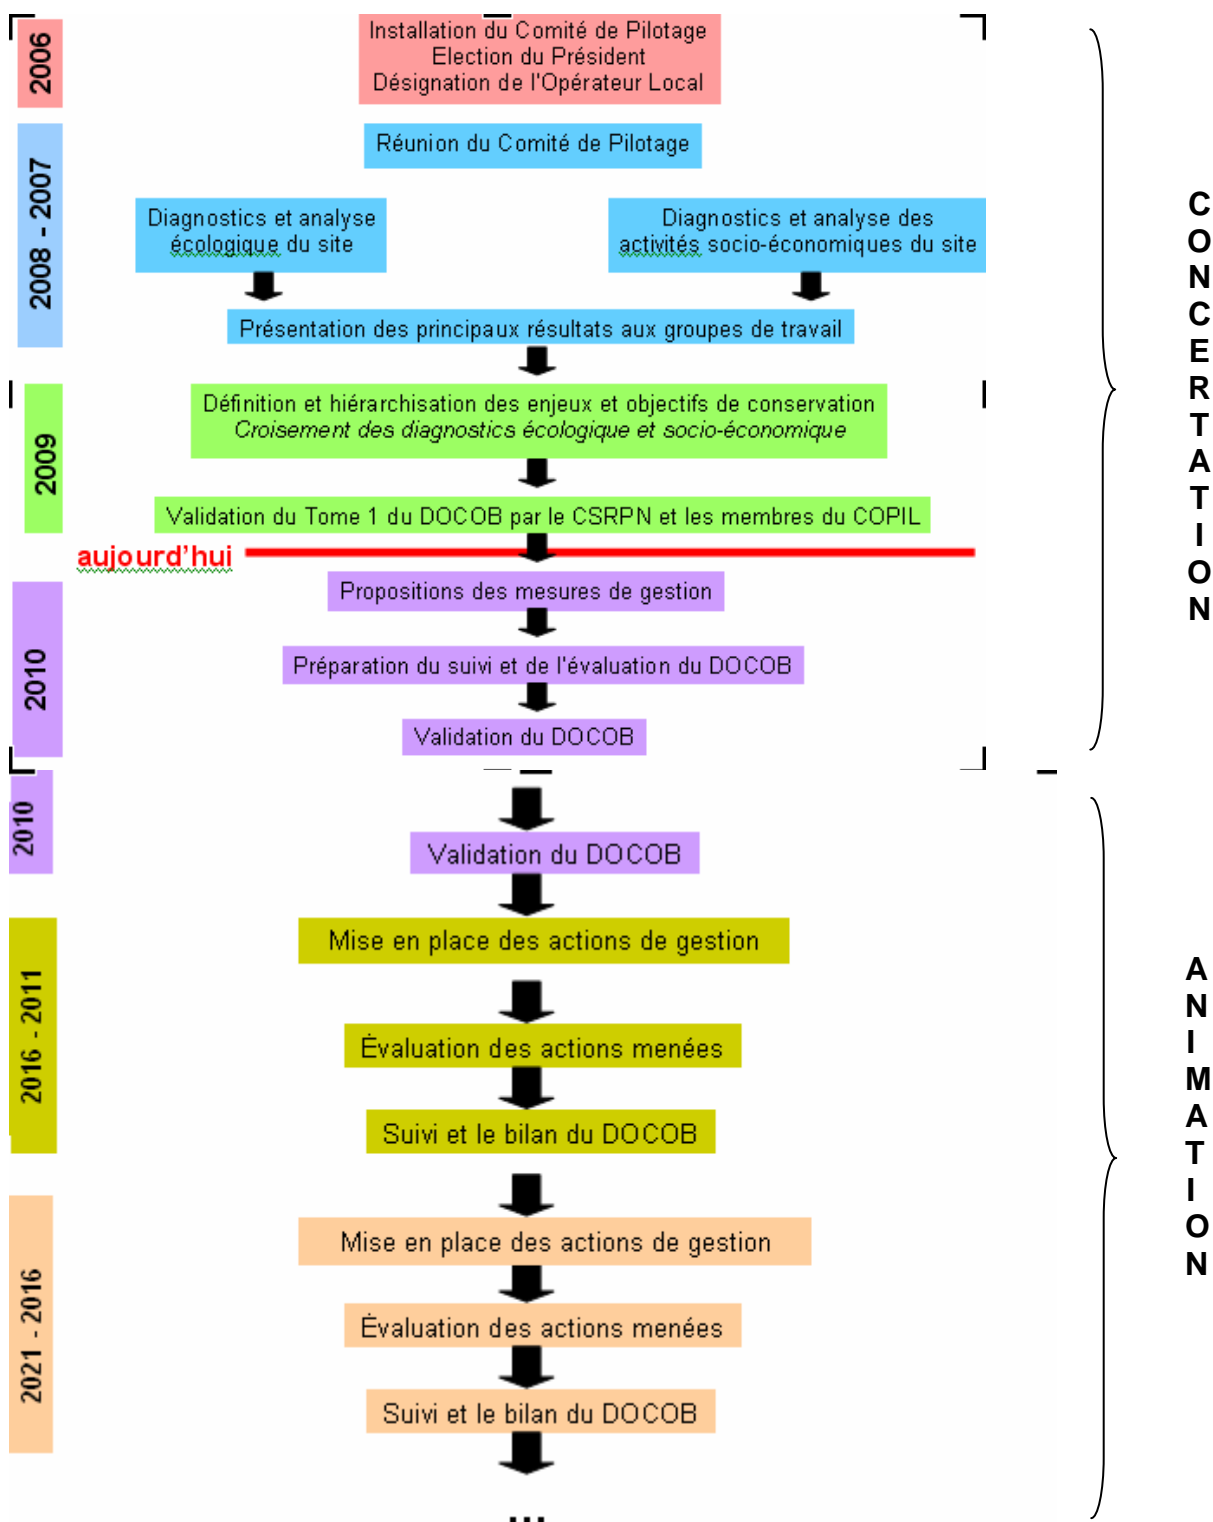 2006
Installation du Comité de Pilotage
Election du Président
Désignation de l'Opérateur Local
2008 - 2007
Réunion du Comité de Pilotage
Diagnostics et analyse
écologique du site
Diagnostics et analyse des
activités socio-économiques du site
Présentation des principaux résultats aux groupes de travail
2009
Définition et hiérarchisation des enjeux et objectifs de conservation
Croisement des diagnostics écologique et socio-économique
Validation du Tome 1 du DOCOB par le CSRPN et les membres du COPIL
aujourd'hui
2010
Propositions des mesures de gestion
Préparation du suivi et de l'évaluation du DOCOB
Validation du DOCOB
CONCERTATION
2010
Validation du DOCOB
2016 - 2011
Mise en place des actions de gestion
Évaluation des actions menées
Suivi et le bilan du DOCOB
2021 - 2016
Mise en place des actions de gestion
Évaluation des actions menées
Suivi et le bilan du DOCOB
...
ANIMATION